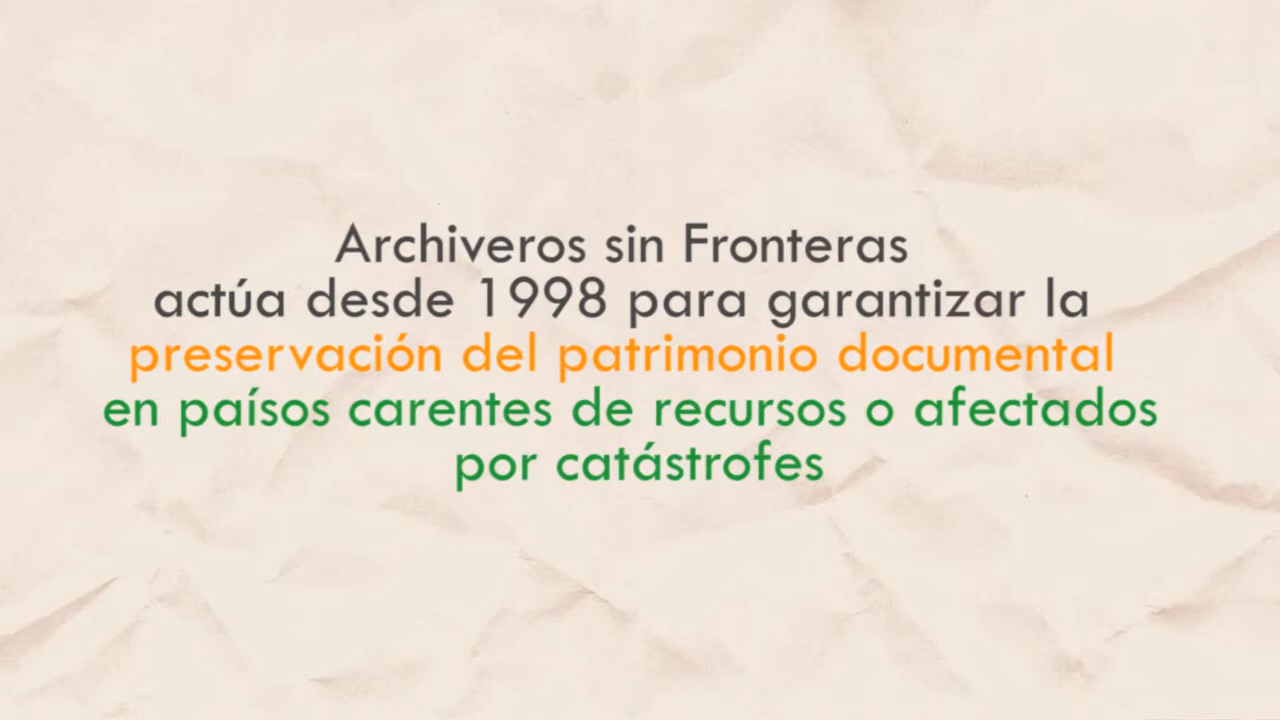 Archiveros sin Fronteras
actúa desde 1998 para garantizar la
preservación del patrimonio documental
en paísos carentes de recursos o afectados
por catástrofes